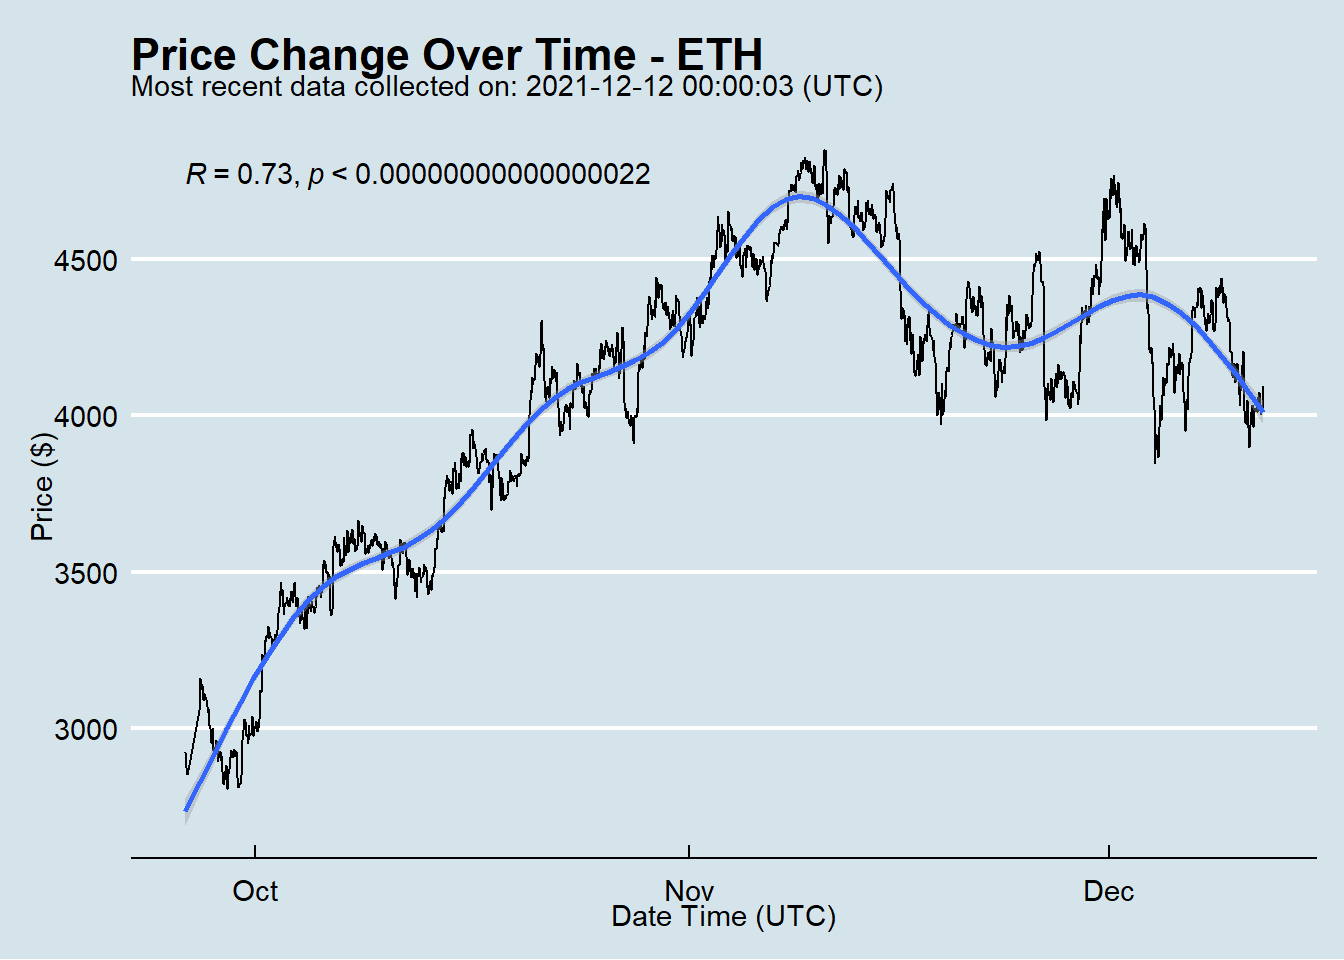 Price Change Over Time - ETH
Most recent data collected on: 2021-12-12 00:00:03 (UTC)
R = 0.73, p < 0.00000000000000022
4500
4000
3500
3000
Price ($)
Oct
Nov
Dec
Date Time (UTC)